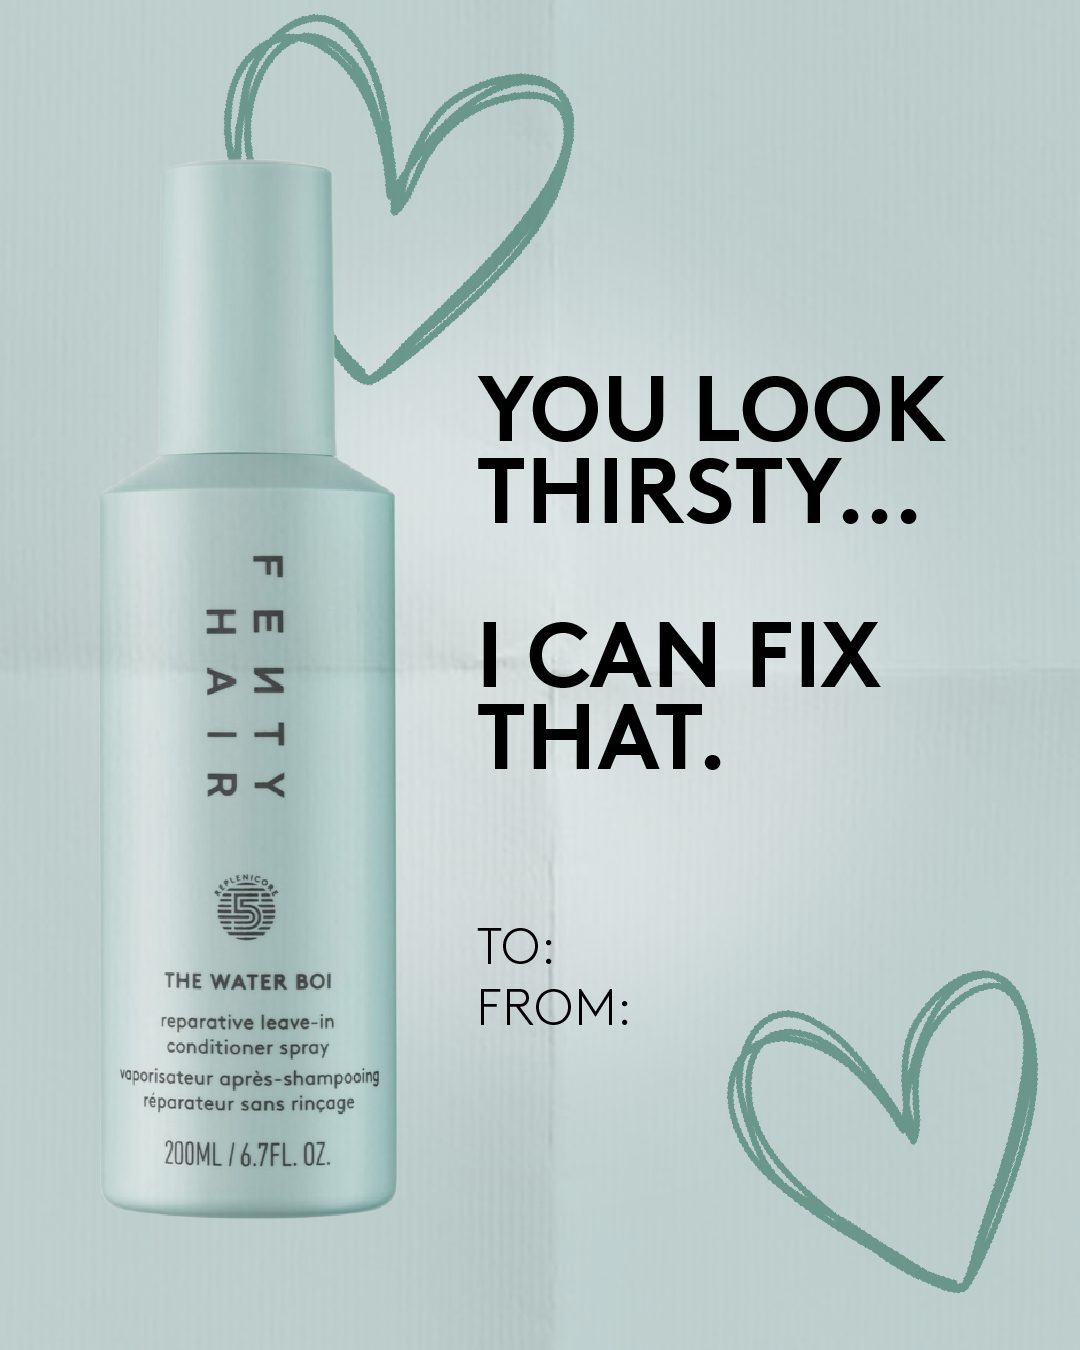 YOU LOOK
THIRSTY...
I CAN FIX
THAT.
TO:
FROM:
FEИTY
HAIR
REPLENICORE
5
THE WATER BOI
reparative leave-in
conditioner spray
vaporisateur après-shampooing
réparateur sans rinçage
200ML / 6.7FL. OZ.